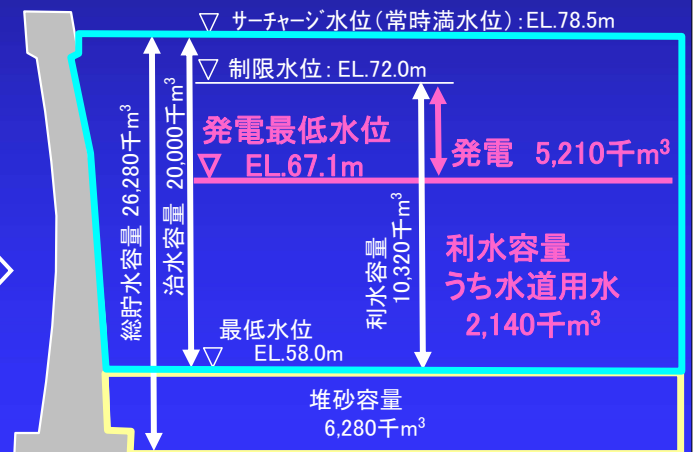 ▽ サーチャージ水位(常時満水位):EL.78.5m
▽ 制限水位:EL.72.0m
発電最低水位
▽ EL.67.1m
発電 5,210千m³
総貯水容量 26,280千m³
治水容量 20,000千m³
利水容量
10,320千m³
利水容量
うち水道用水
2,140千m³
最低水位
▽ EL.58.0m
堆砂容量
6,280千m³